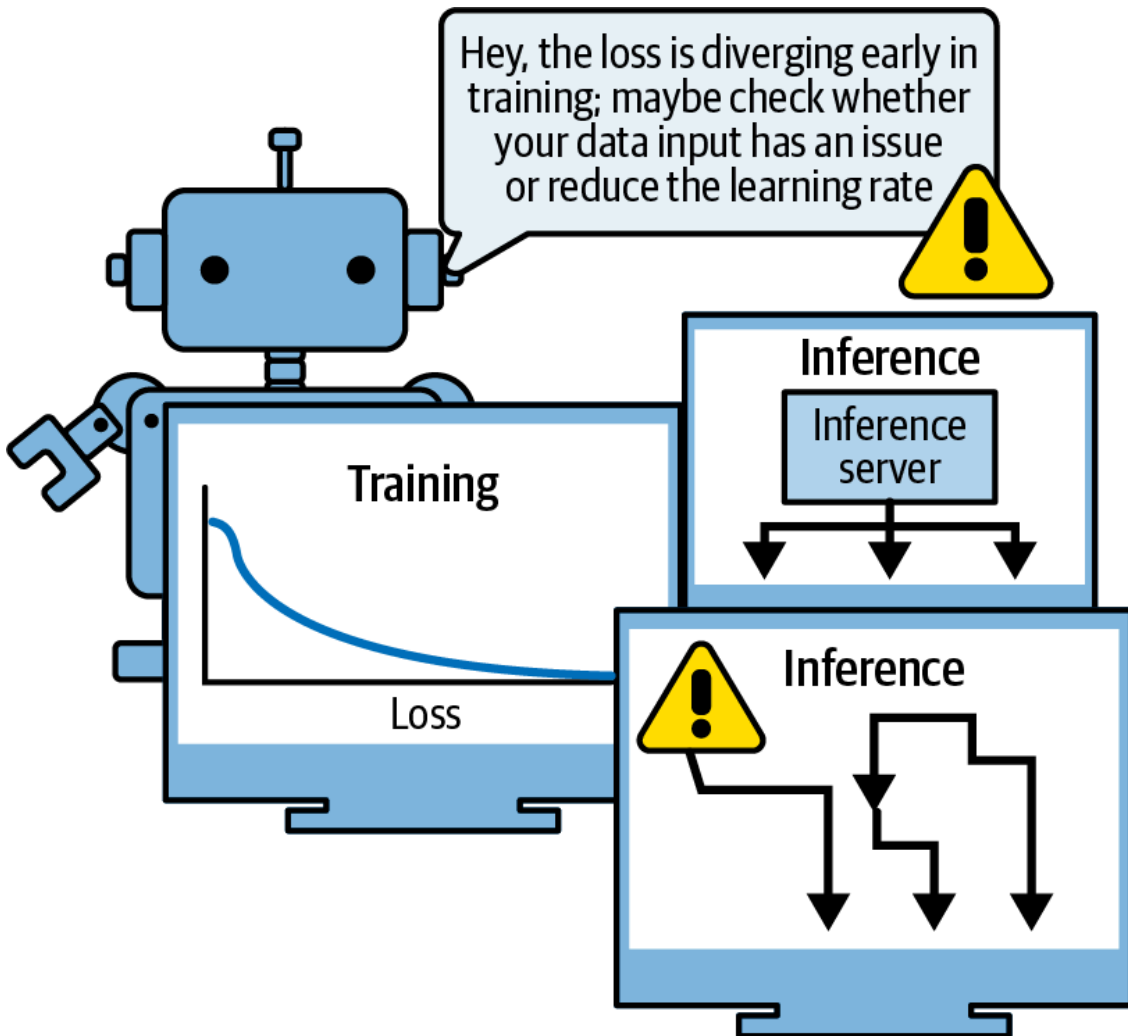 Hey, the loss is diverging early in
training; maybe check whether
your data input has an issue
or reduce the learning rate
Inference
Inference
server
Training
Loss
Inference